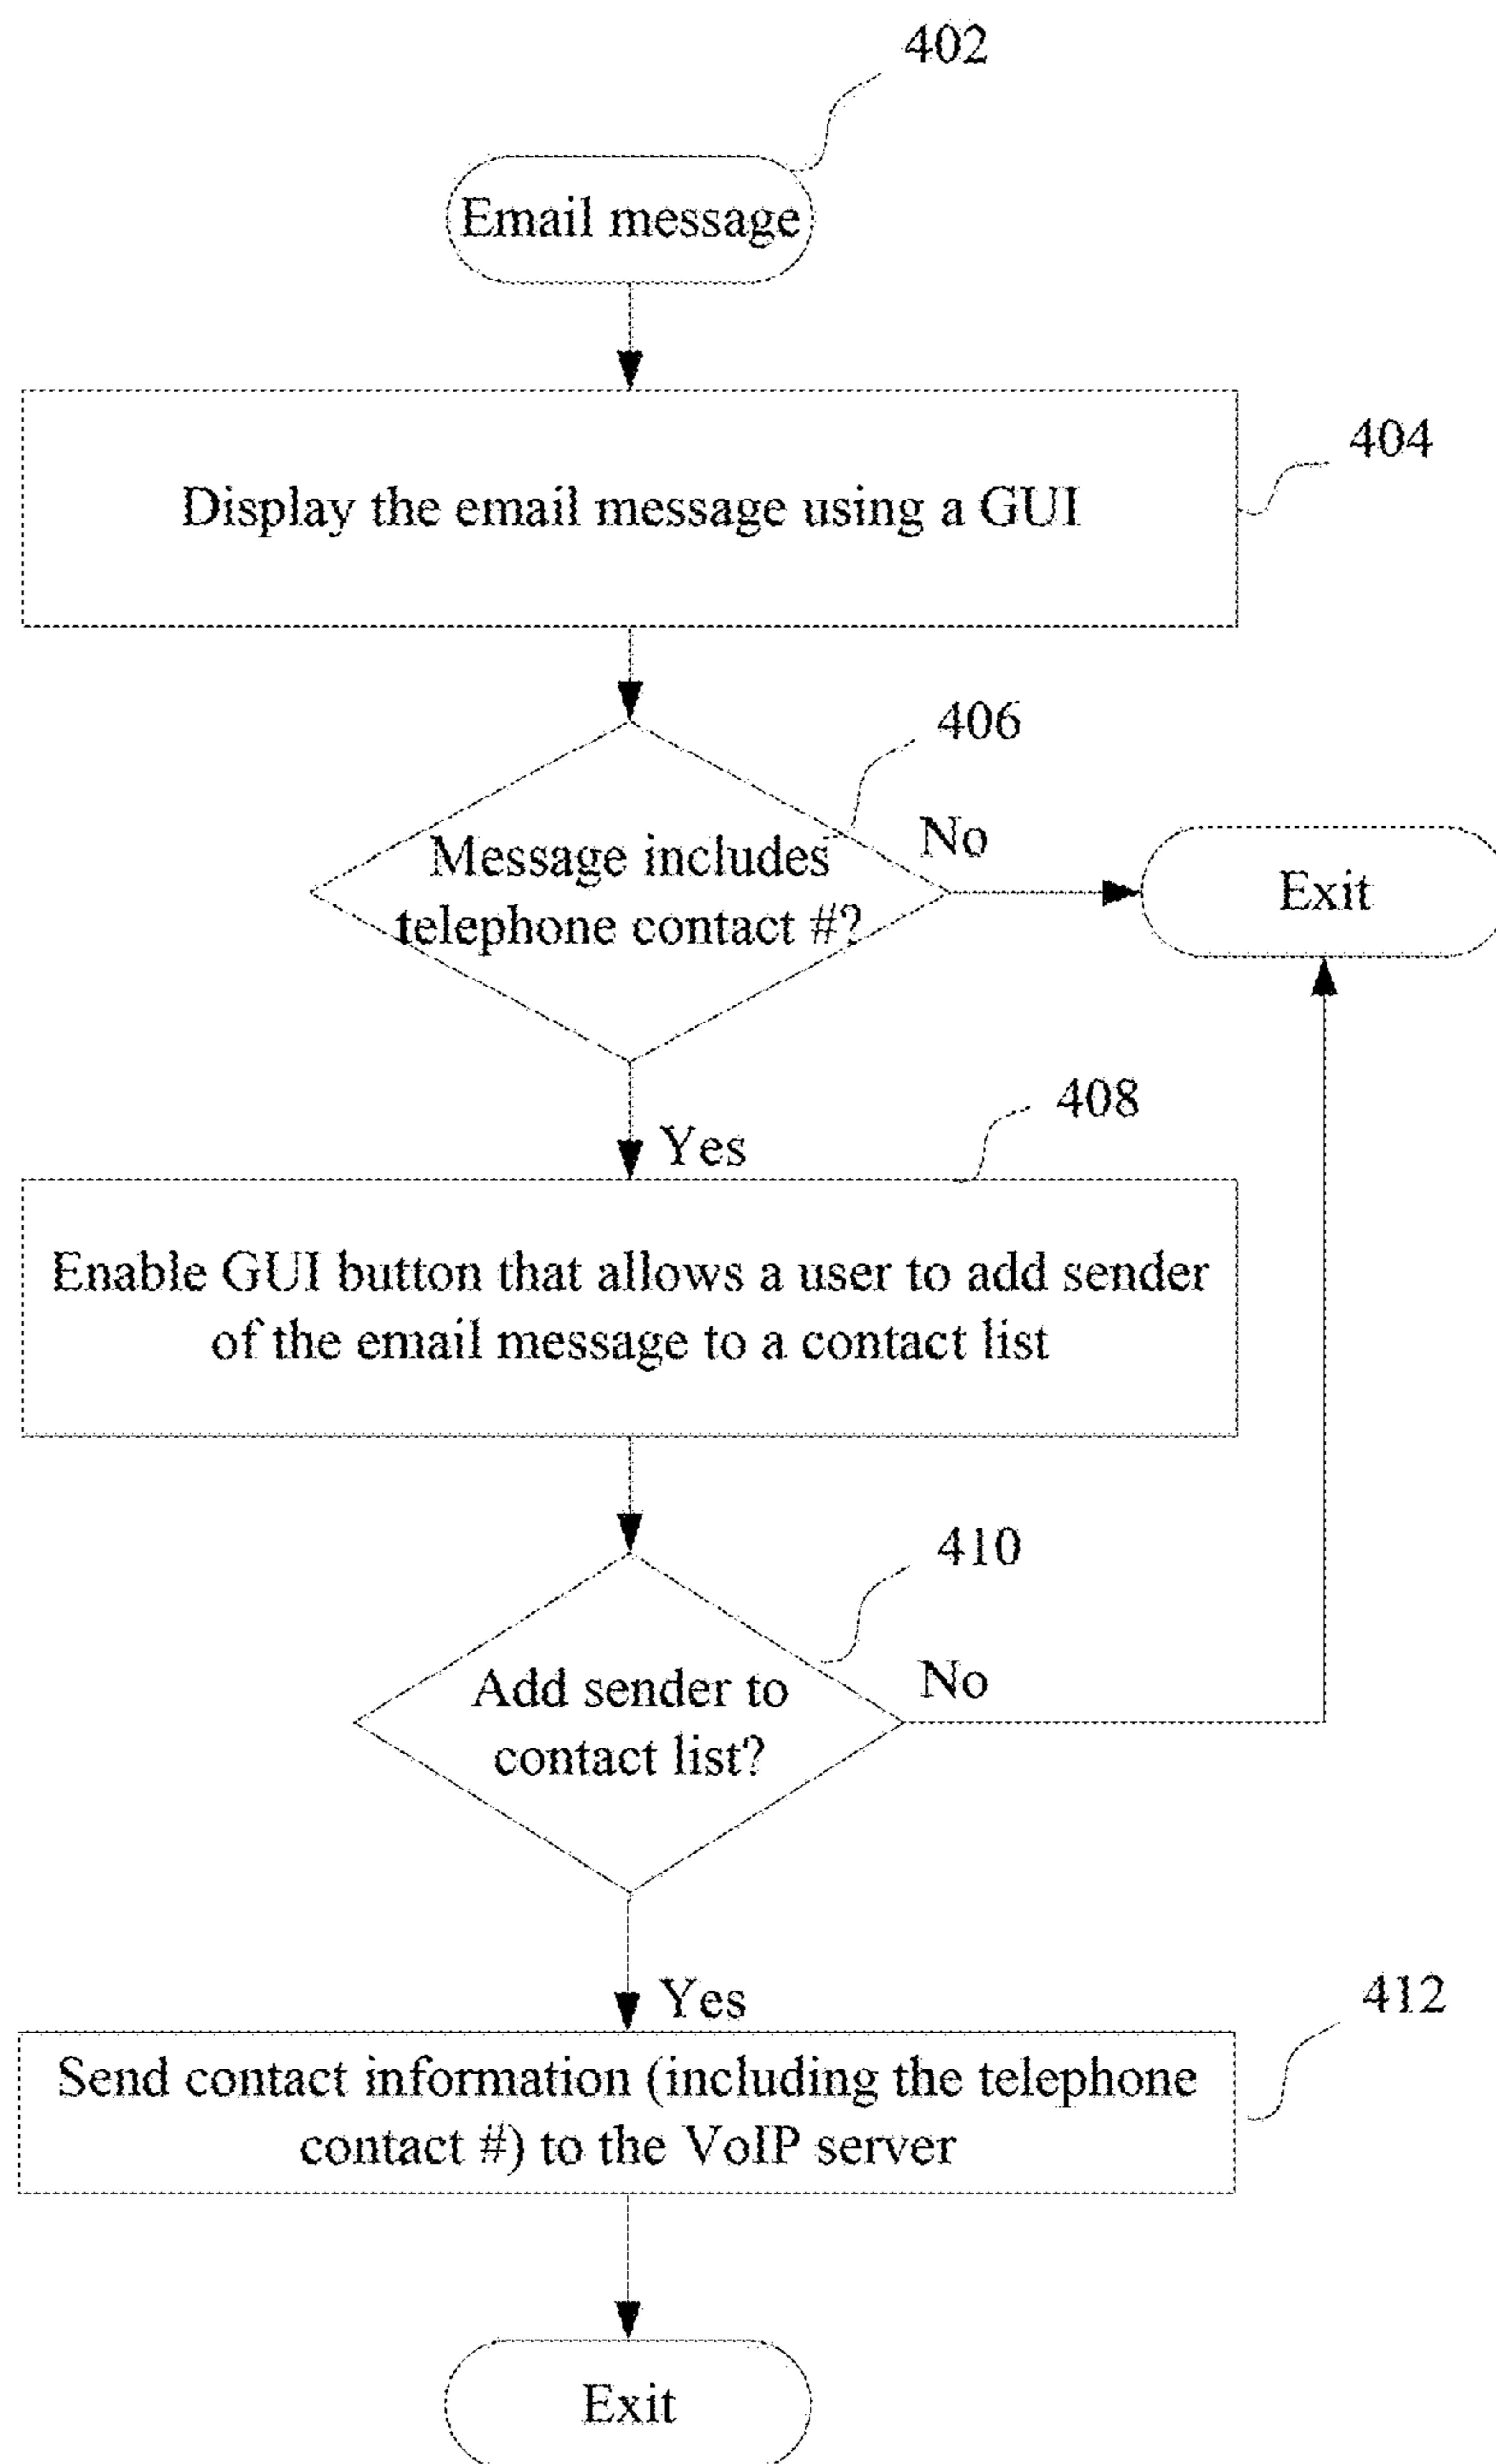 402
Email message
404
Display the email message using a GUI
406
Message includes
telephone contact #?
No
Exit
Yes
408
Enable GUI button that allows a user to add sender
of the email message to a contact list
410
Add sender to
contact list?
No
Yes
412
Send contact information (including the telephone
contact #) to the VoIP server
Exit